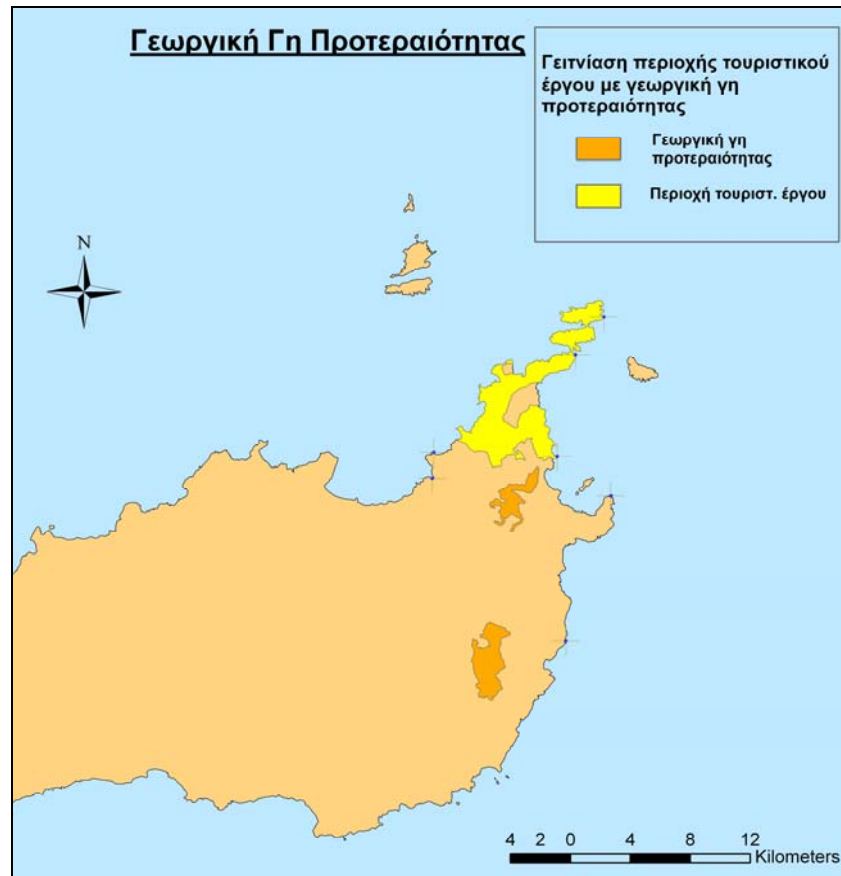 Γεωργική Γη Προτεραιότητας
Γειτνίαση περιοχής τουριστικού
έργου με γεωργική γη
προτεραιότητας
Γεωργική γη
προτεραιότητας
Περιοχή τουριστ. έργου
N
4 2 0 4 8 12
Kilometers